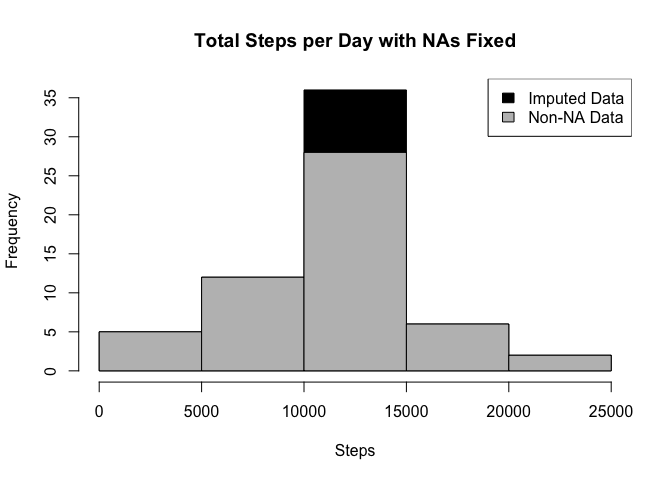 Total Steps per Day with NAs Fixed
Imputed Data
Non-NA Data
Frequency
35
30
25
20
15
10
5
0
0 5000 10000 15000 20000 25000
Steps